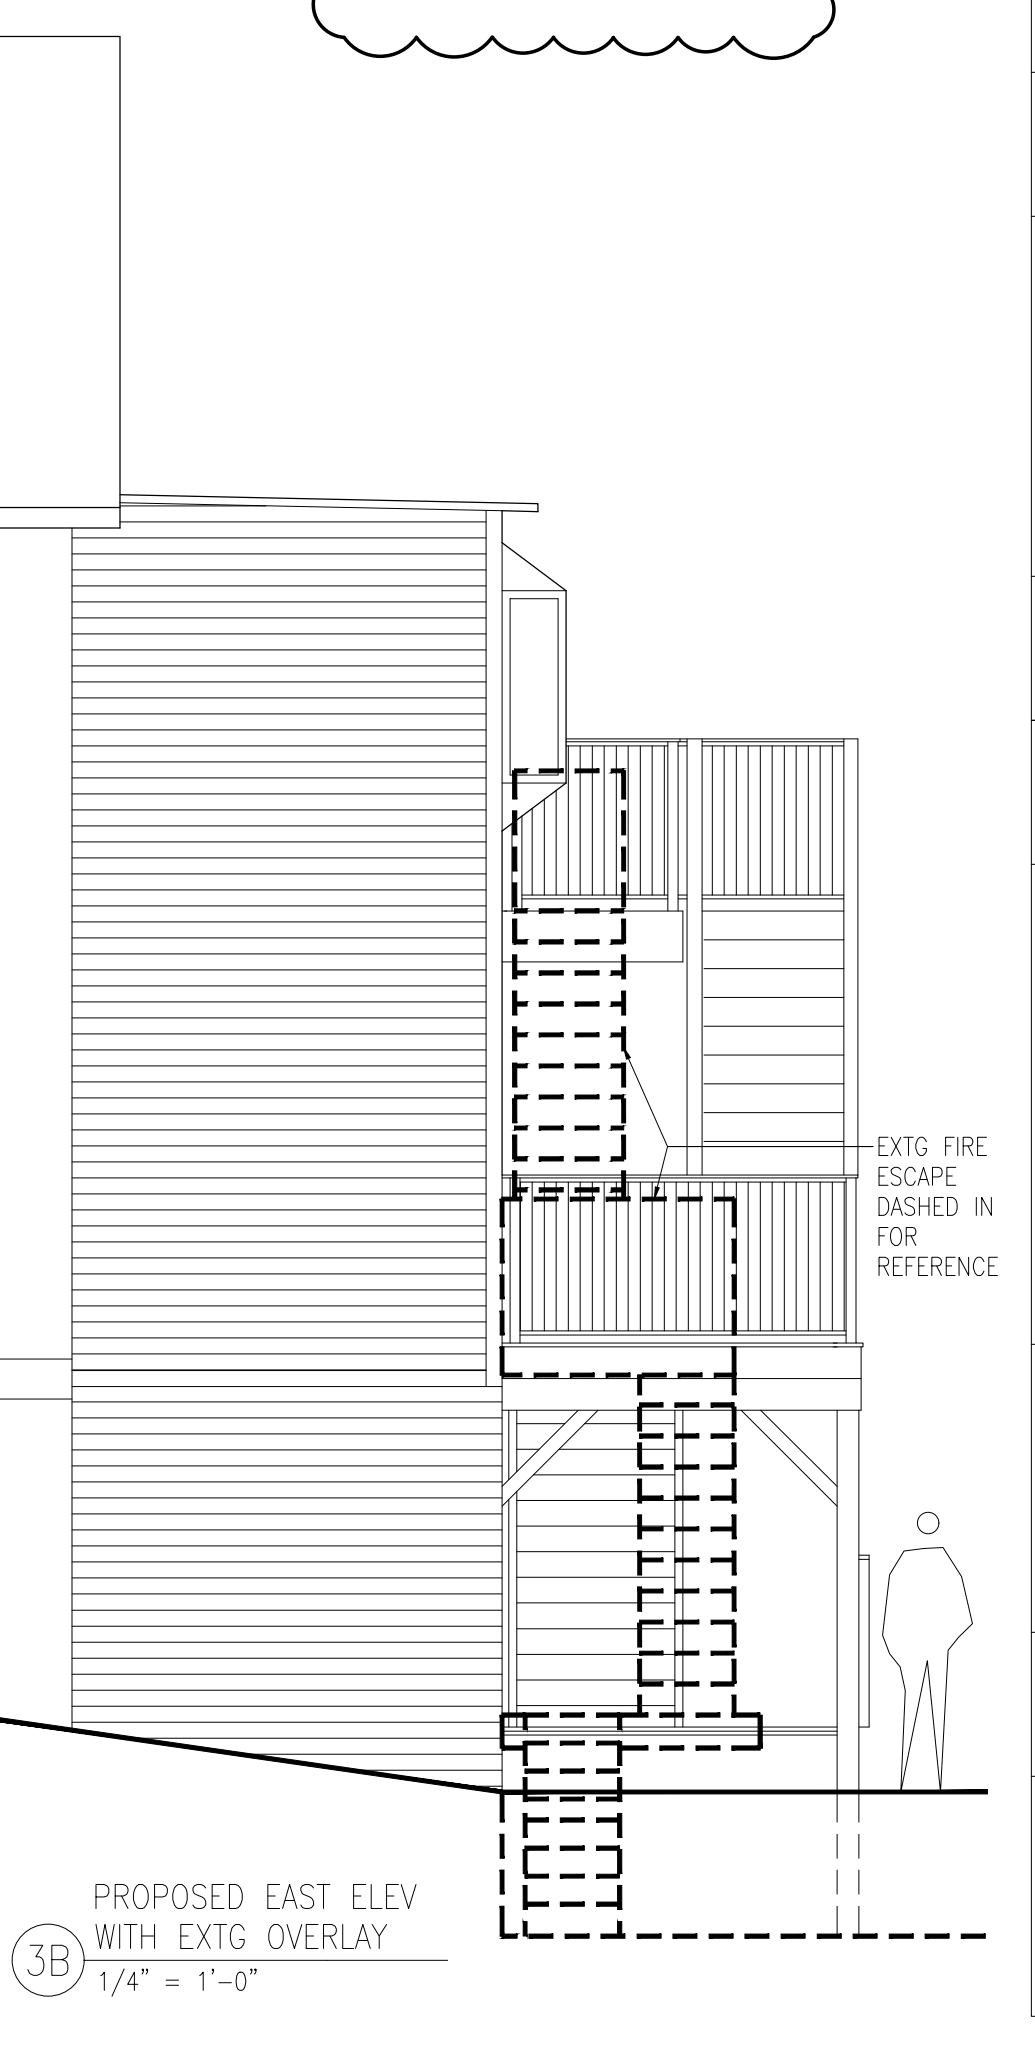 EXTG FIRE
ESCAPE
DASHED IN
FOR
REFERENCE
PROPOSED EAST ELEV
WITH EXTG OVERLAY
3B
1/4" = 1'-0"